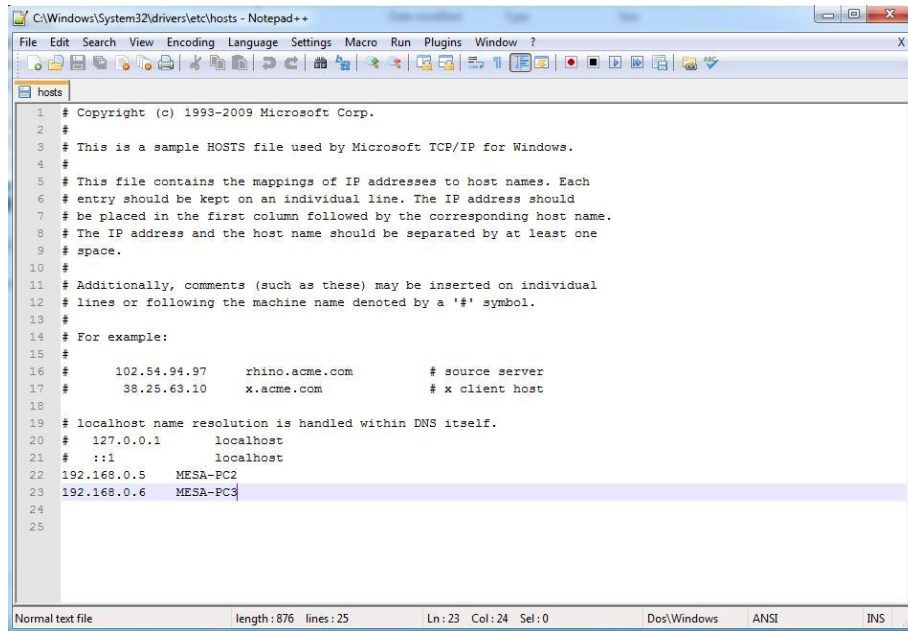 C:\Windows\System32\drivers\etc\hosts - Notepad++
File Edit Search View Encoding Language Settings Macro Run Plugins Window ? X
hosts
1 # Copyright (c) 1993-2009 Microsoft Corp.
2 #
3 # This is a sample HOSTS file used by Microsoft TCP/IP for Windows.
4 #
5 # This file contains the mappings of IP addresses to host names. Each
6 # entry should be kept on an individual line. The IP address should
7 # be placed in the first column followed by the corresponding host name.
8 # The IP address and the host name should be separated by at least one
9 # space.
10 #
11 # Additionally, comments (such as these) may be inserted on individual
12 # lines or following the machine name denoted by a '#' symbol.
13 #
14 # For example:
15 #
16 #      102.54.94.97     rhino.acme.com          # source server
17 #       38.25.63.10     x.acme.com              # x client host
18
19 # localhost name resolution is handled within DNS itself.
20 #   127.0.0.1       localhost
21 #   ::1             localhost
22 192.168.0.5    MESA-PC2
23 192.168.0.6    MESA-PC3
24
25
Normal text file length : 876 lines : 25 Ln : 23 Col : 24 Sel : 0 Dos\Windows ANSI INS